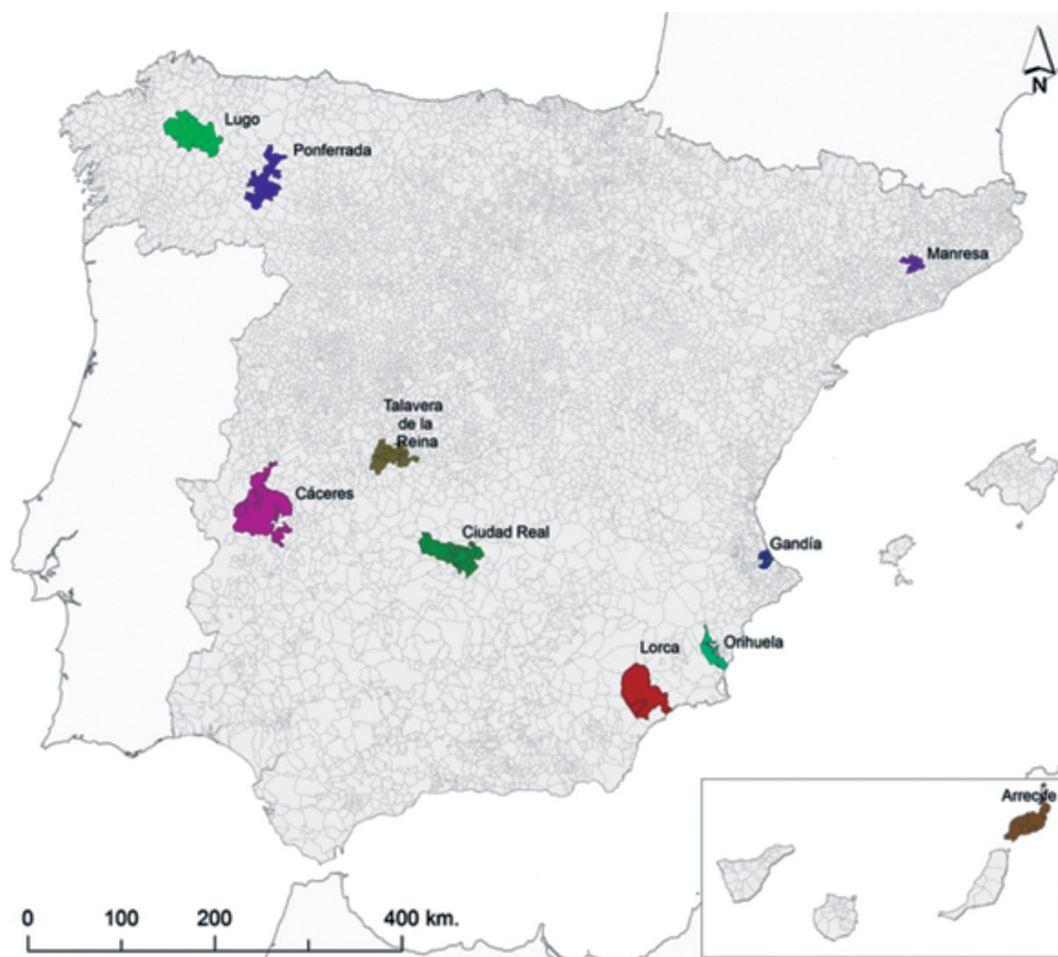 N
Lugo
Ponferrada
Manresa
Talavera
de la
Reina
Cáceres
Ciudad Real
Gandía
Lorca
Orihuela
Arrecife
0 100 200 400 km.